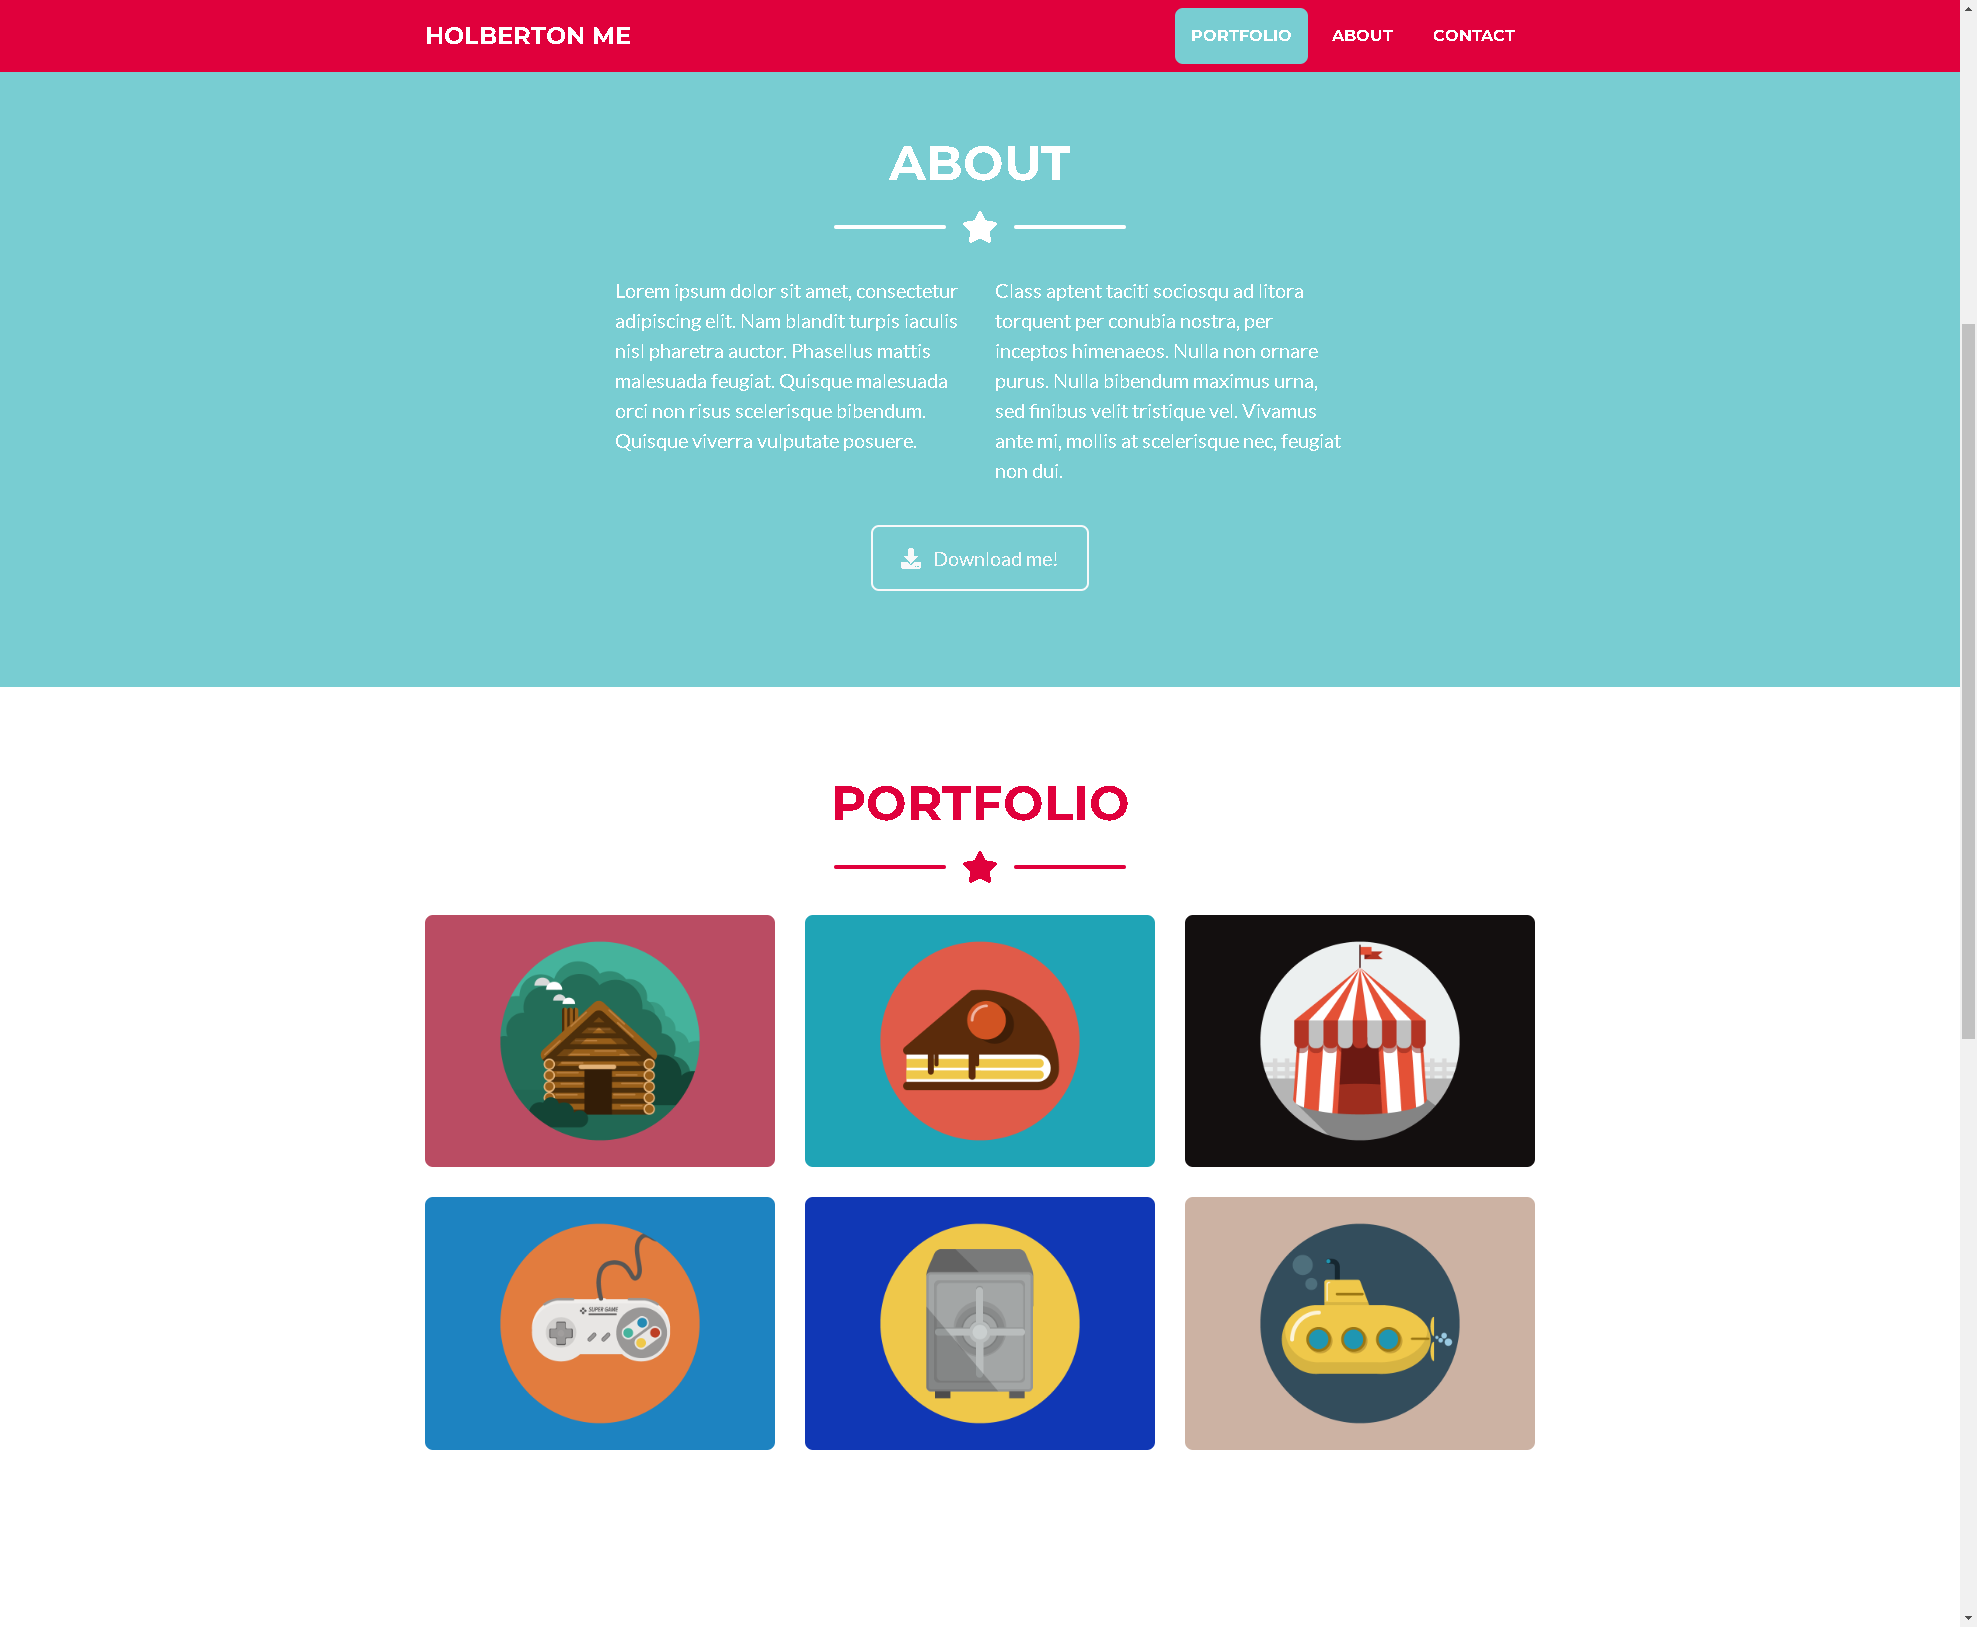 HOLBERTON ME
PORTFOLIO
ABOUT
CONTACT
ABOUT
Lorem ipsum dolor sit amet, consectetur
adipiscing elit. Nam blandit turpis iaculis
nisl pharetra auctor. Phasellus mattis
malesuada feugiat. Quisque malesuada
orci non risus scelerisque bibendum.
Quisque viverra vulputate posuere.
Class aptent taciti sociosqu ad litora
torquent per conubia nostra, per
inceptos himenaeos. Nulla non ornare
purus. Nulla bibendum maximus urna,
sed finibus velit tristique vel. Vivamus
ante mi, mollis at scelerisque nec, feugiat
non dui.
Download me!
PORTFOLIO
SUPER GAME